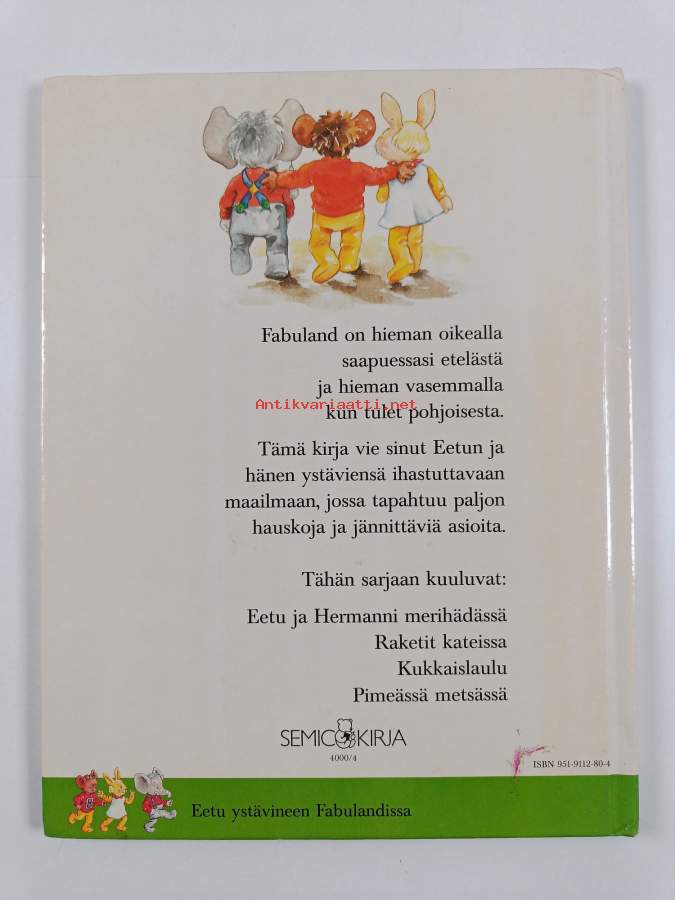 Fabuland on hieman oikealla
saapuessasi etelästä
ja hieman vasemmalla
Antikvariaatti.net
kun tulet pohjoisesta.
Tämä kirja vie sinut Eetun ja
hänen ystäviensä ihastuttavaan
maailmaan, jossa tapahtuu paljon
hauskoja ja jännittäviä asioita.
Tähän sarjaan kuuluvat:
Eetu ja Hermanni merihädässä
Raketit kateissa
Kukkaislaulu
Pimeässä metsässä
SEMIC KIRJA
4000/4
ISBN 951-9112-80-4
Eetu ystävineen Fabulandissa